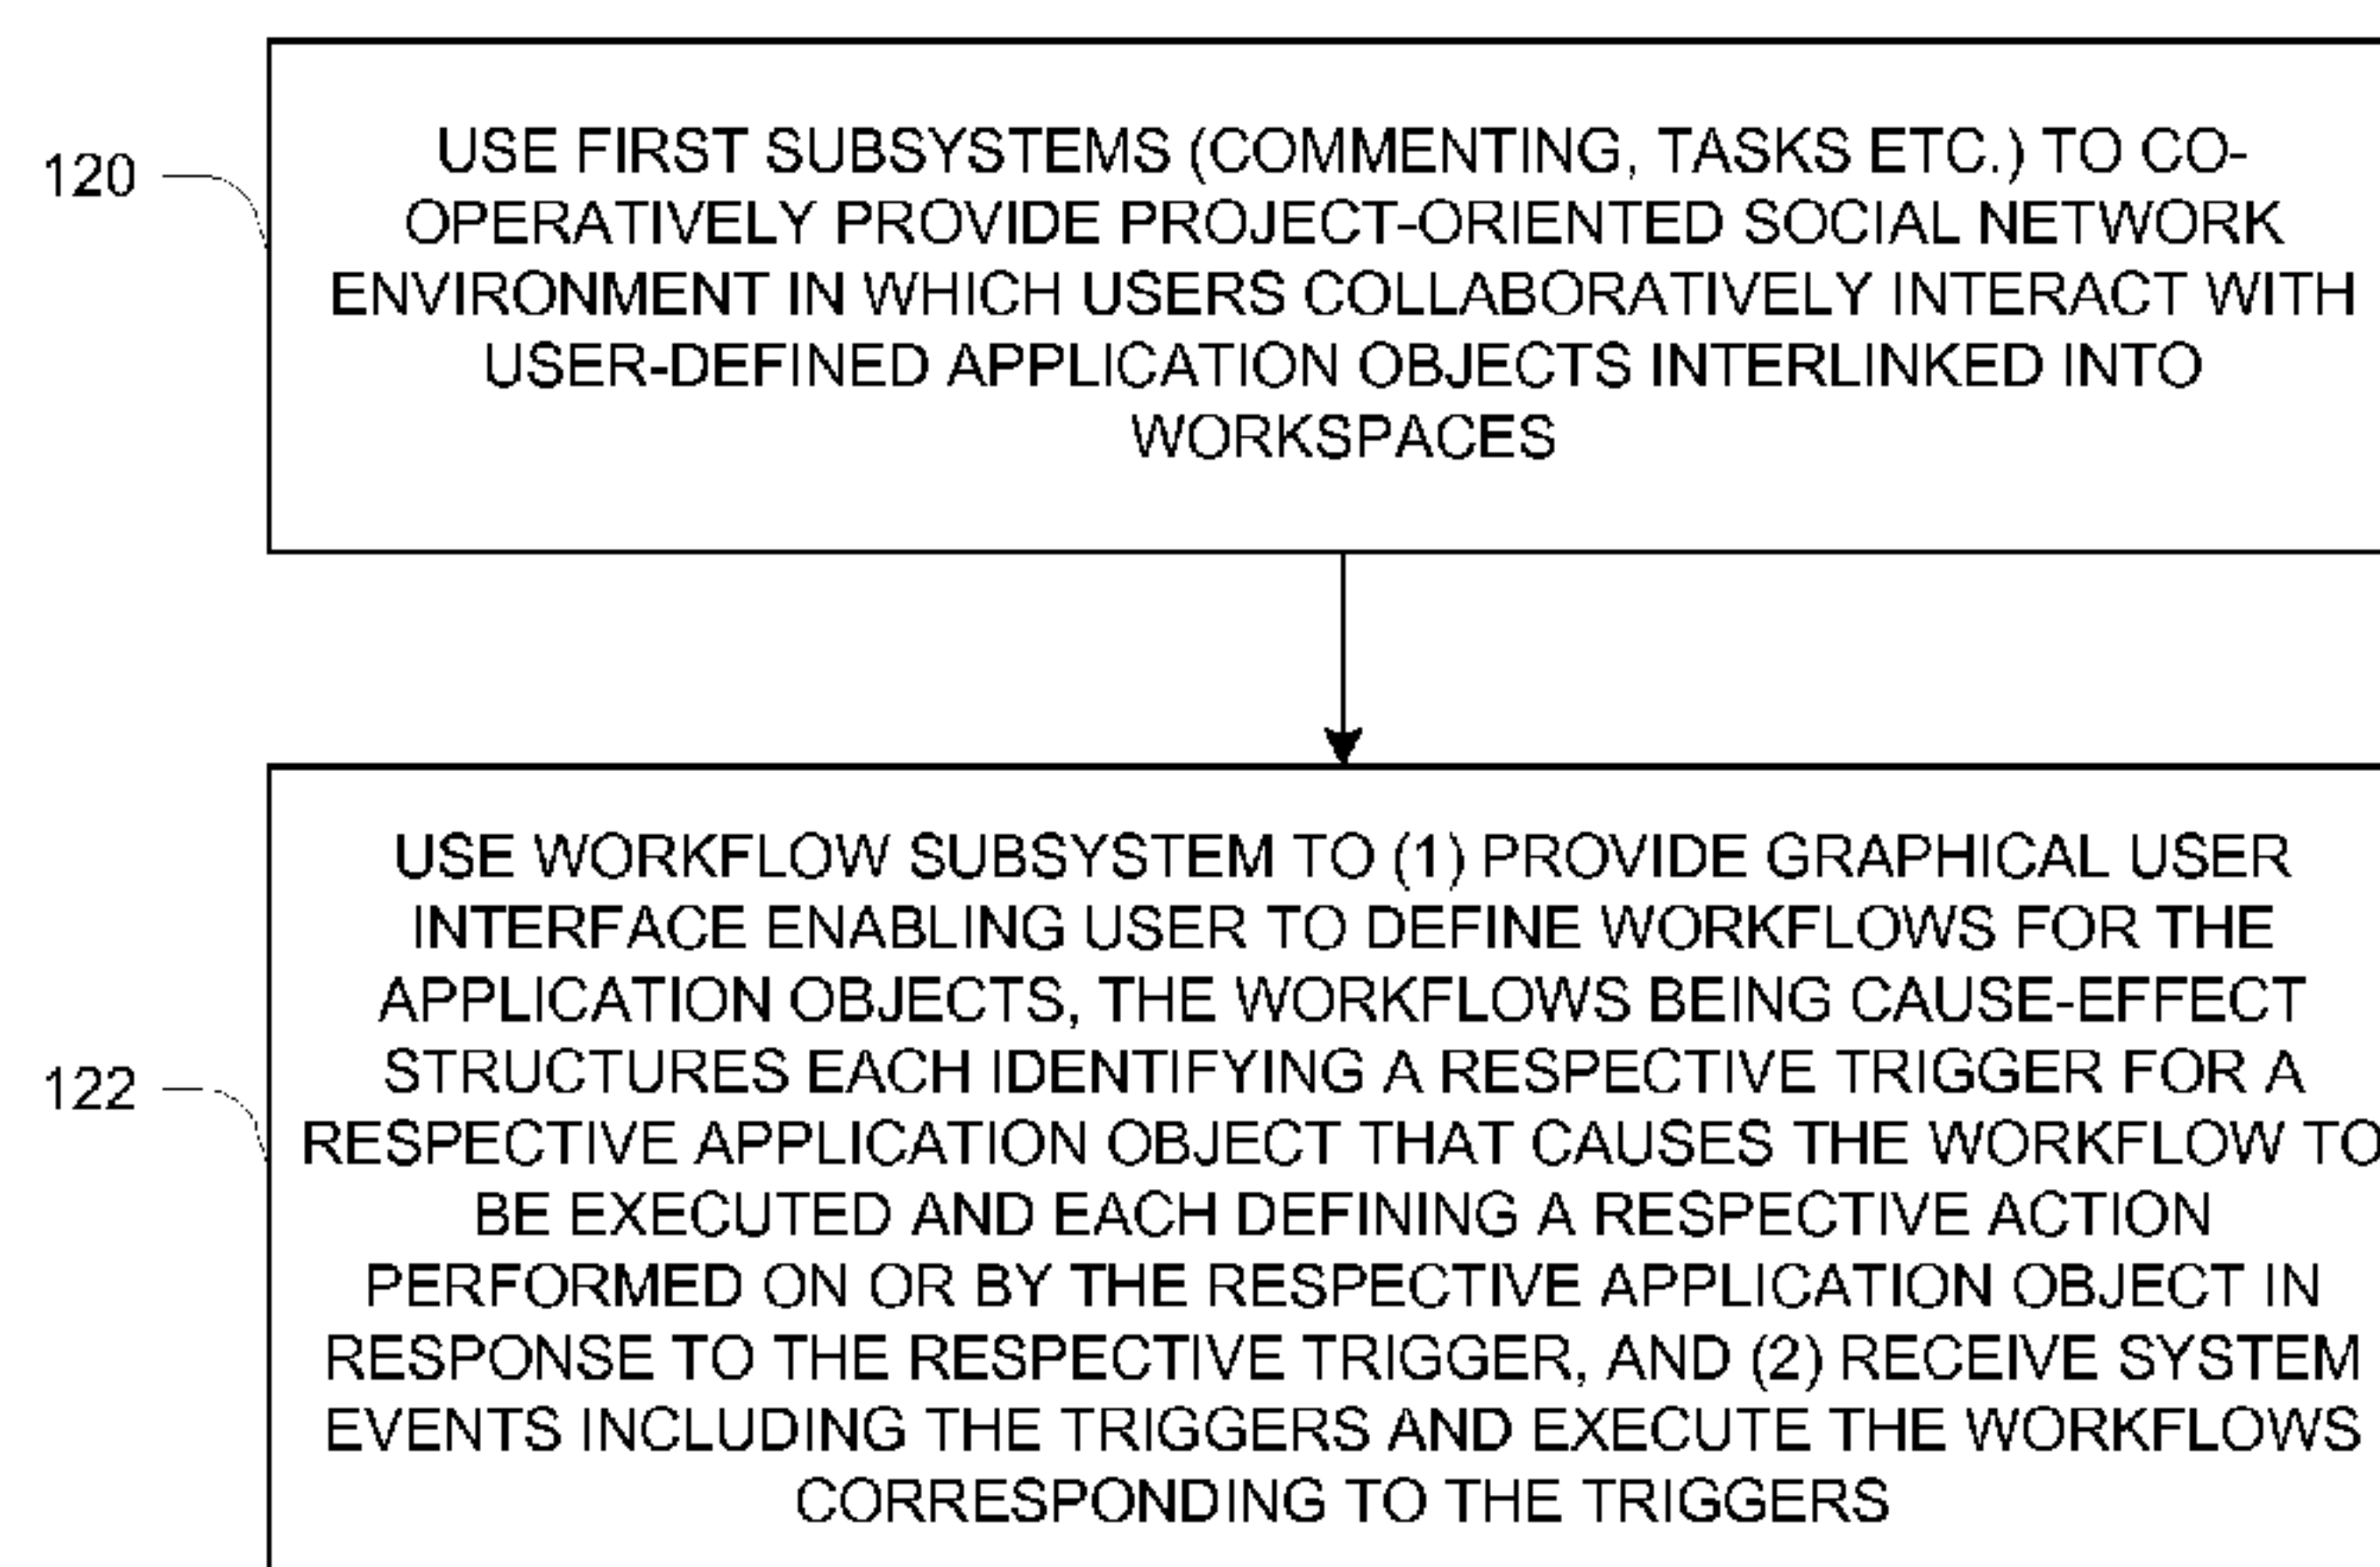 120
USE FIRST SUBSYSTEMS (COMMENTING, TASKS ETC.) TO CO-
OPERATIVELY PROVIDE PROJECT-ORIENTED SOCIAL NETWORK
ENVIRONMENT IN WHICH USERS COLLABORATIVELY INTERACT WITH
USER-DEFINED APPLICATION OBJECTS INTERLINKED INTO
WORKSPACES
122
USE WORKFLOW SUBSYSTEM TO (1) PROVIDE GRAPHICAL USER
INTERFACE ENABLING USER TO DEFINE WORKFLOWS FOR THE
APPLICATION OBJECTS, THE WORKFLOWS BEING CAUSE-EFFECT
STRUCTURES EACH IDENTIFYING A RESPECTIVE TRIGGER FOR A
RESPECTIVE APPLICATION OBJECT THAT CAUSES THE WORKFLOW TO
BE EXECUTED AND EACH DEFINING A RESPECTIVE ACTION
PERFORMED ON OR BY THE RESPECTIVE APPLICATION OBJECT IN
RESPONSE TO THE RESPECTIVE TRIGGER, AND (2) RECEIVE SYSTEM
EVENTS INCLUDING THE TRIGGERS AND EXECUTE THE WORKFLOWS
CORRESPONDING TO THE TRIGGERS